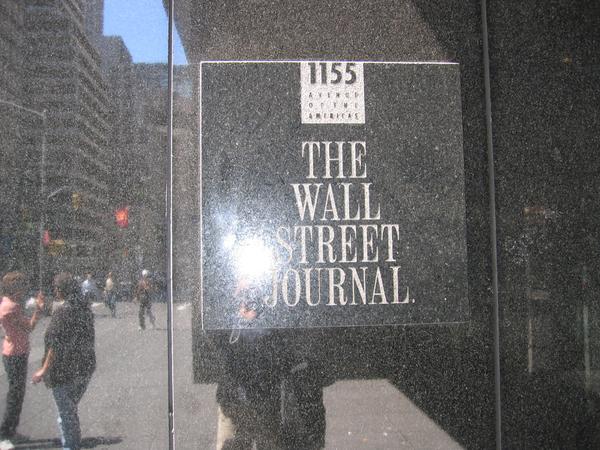 1155
AVENUE
OF THE
AMERICAS
THE
WALL
STREET
JOURNAL.